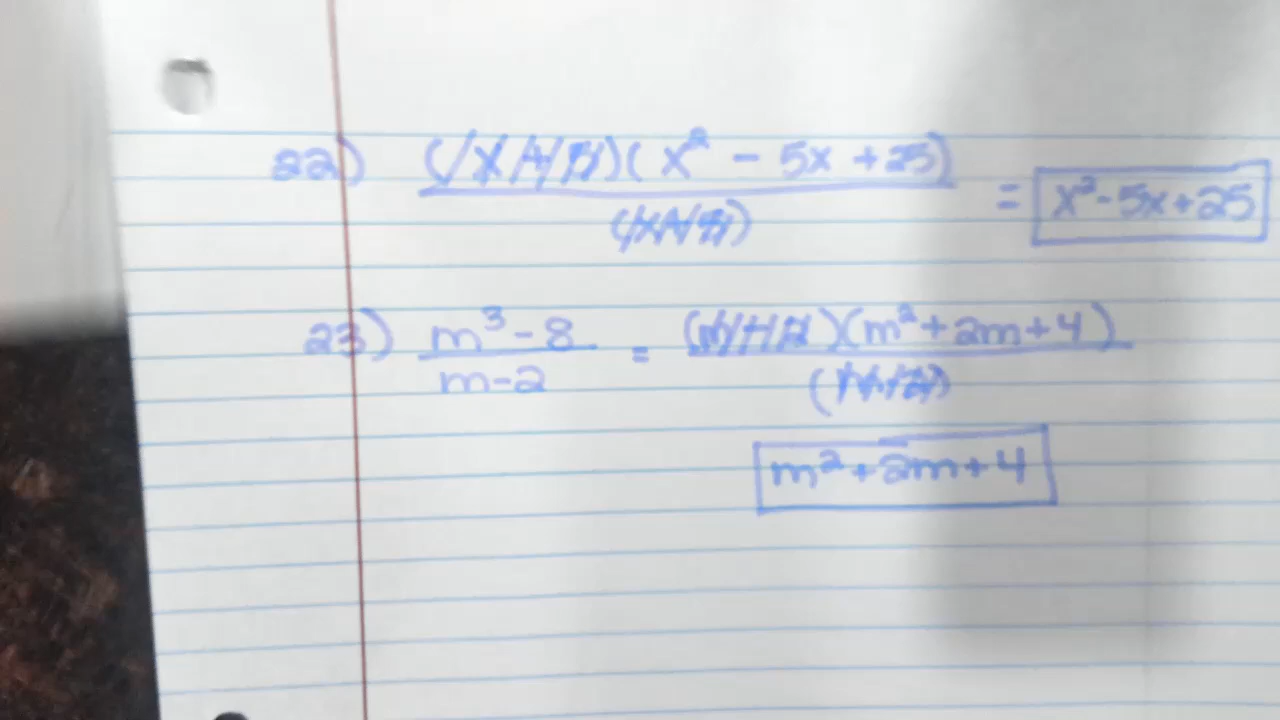 22) (x+5)(x² - 5x + 25) / (x+5) = x² - 5x + 25
23) m³ - 8 / m - 2 = (m - 2)(m² + 2m + 4) / (m - 2)
m² + 2m + 4